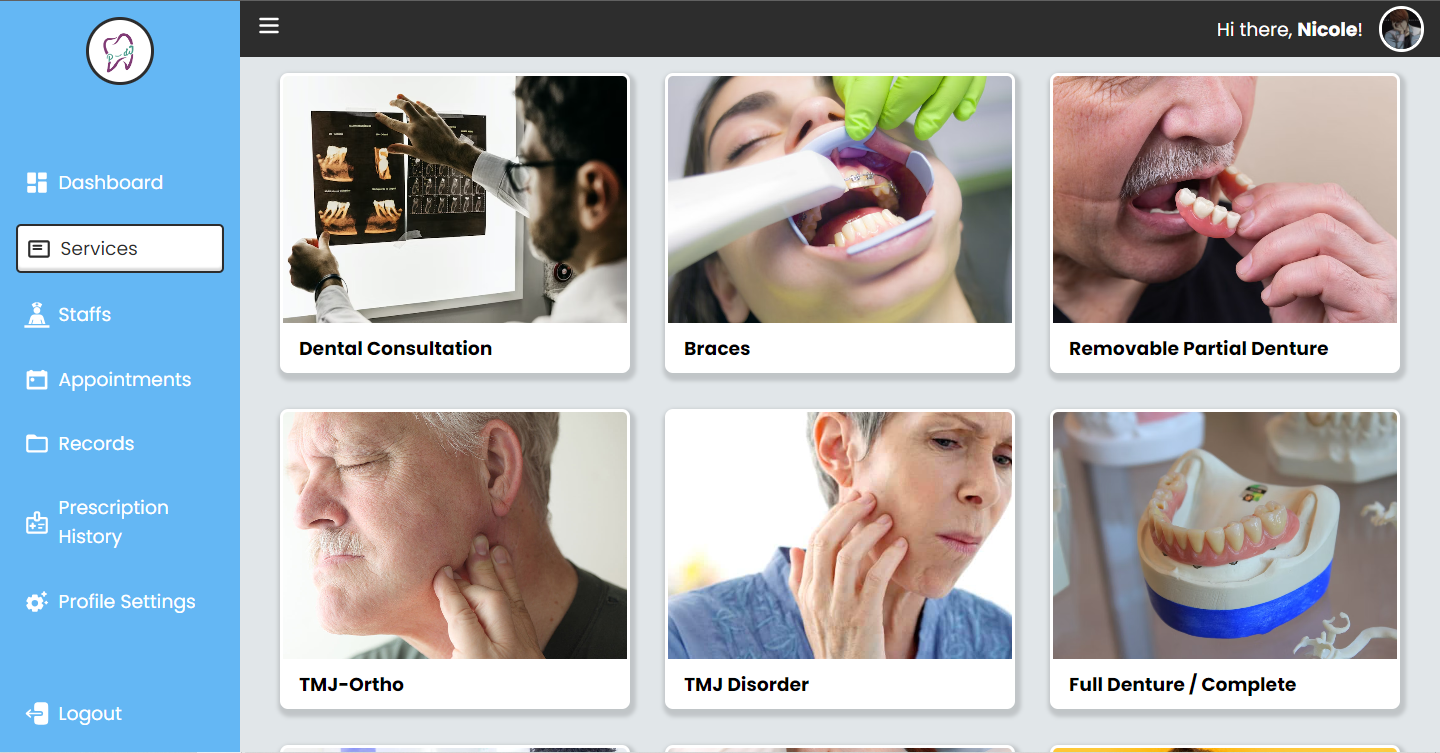 Hi there, Nicole!
Dashboard
Services
Staffs
Appointments
Records
Prescription
History
Profile Settings
Logout
Dental Consultation
Braces
Removable Partial Denture
TMJ-Ortho
TMJ Disorder
Full Denture / Complete